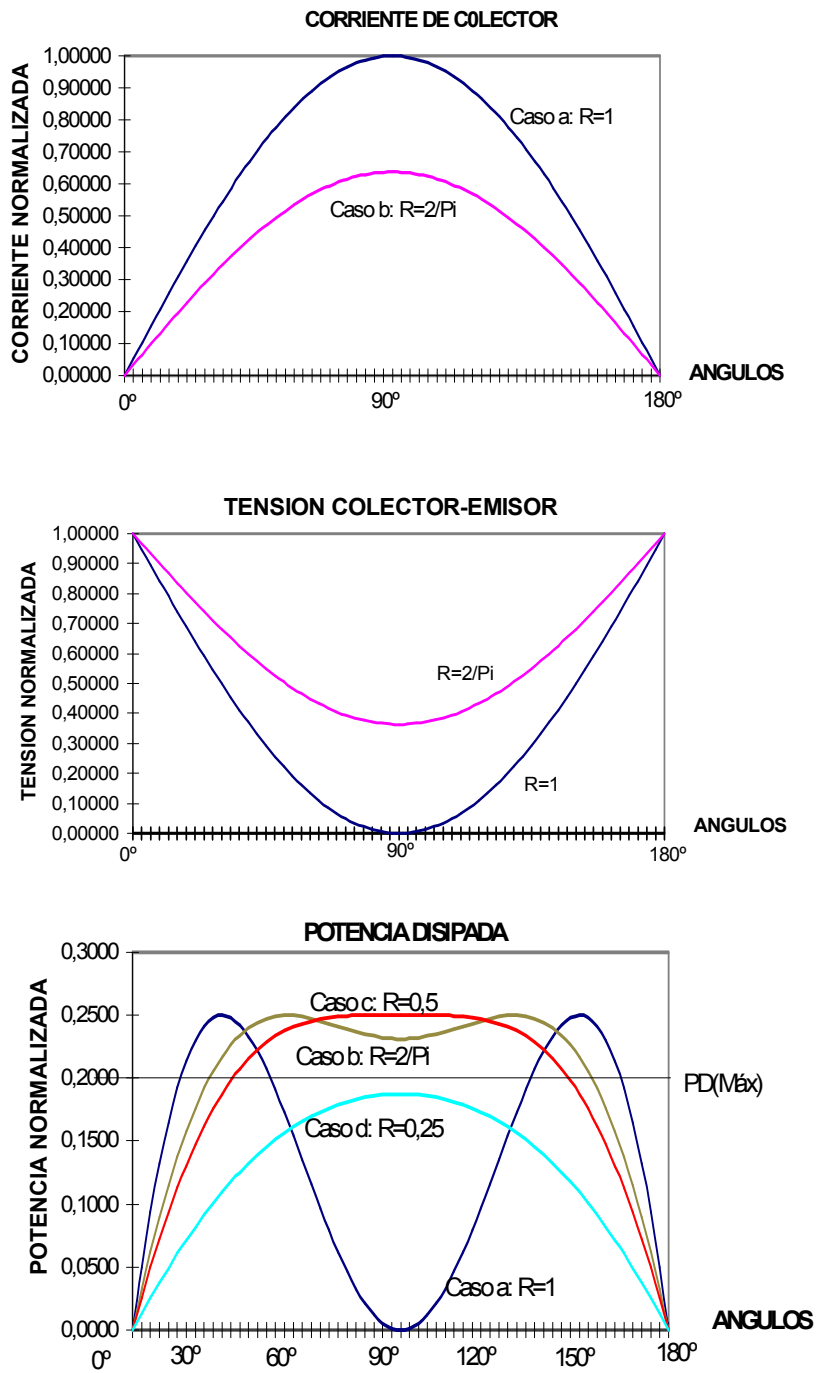 CORRIENTE DE C0LECTOR
CORRIENTE NORMALIZADA
1,00000
0,90000
0,80000
0,70000
0,60000
0,50000
0,40000
0,30000
0,20000
0,10000
0,00000
Caso a: R=1
Caso b: R=2/Pi
ANGULOS
0º
90º
180º
TENSION COLECTOR-EMISOR
TENSION NORMALIZADA
1,00000
0,90000
0,80000
0,70000
0,60000
0,50000
0,40000
0,30000
0,20000
0,10000
0,00000
R=2/Pi
R=1
ANGULOS
0º
90º
180º
POTENCIA DISIPADA
POTENCIA NORMALIZADA
0,3000
0,2500
0,2000
0,1500
0,1000
0,0500
0,0000
Caso c: R=0,5
Caso b: R=2/Pi
PD(Máx)
Caso d: R=0,25
Caso a: R=1
ANGULOS
0º
30º
60º
90º
120º
150º
180º